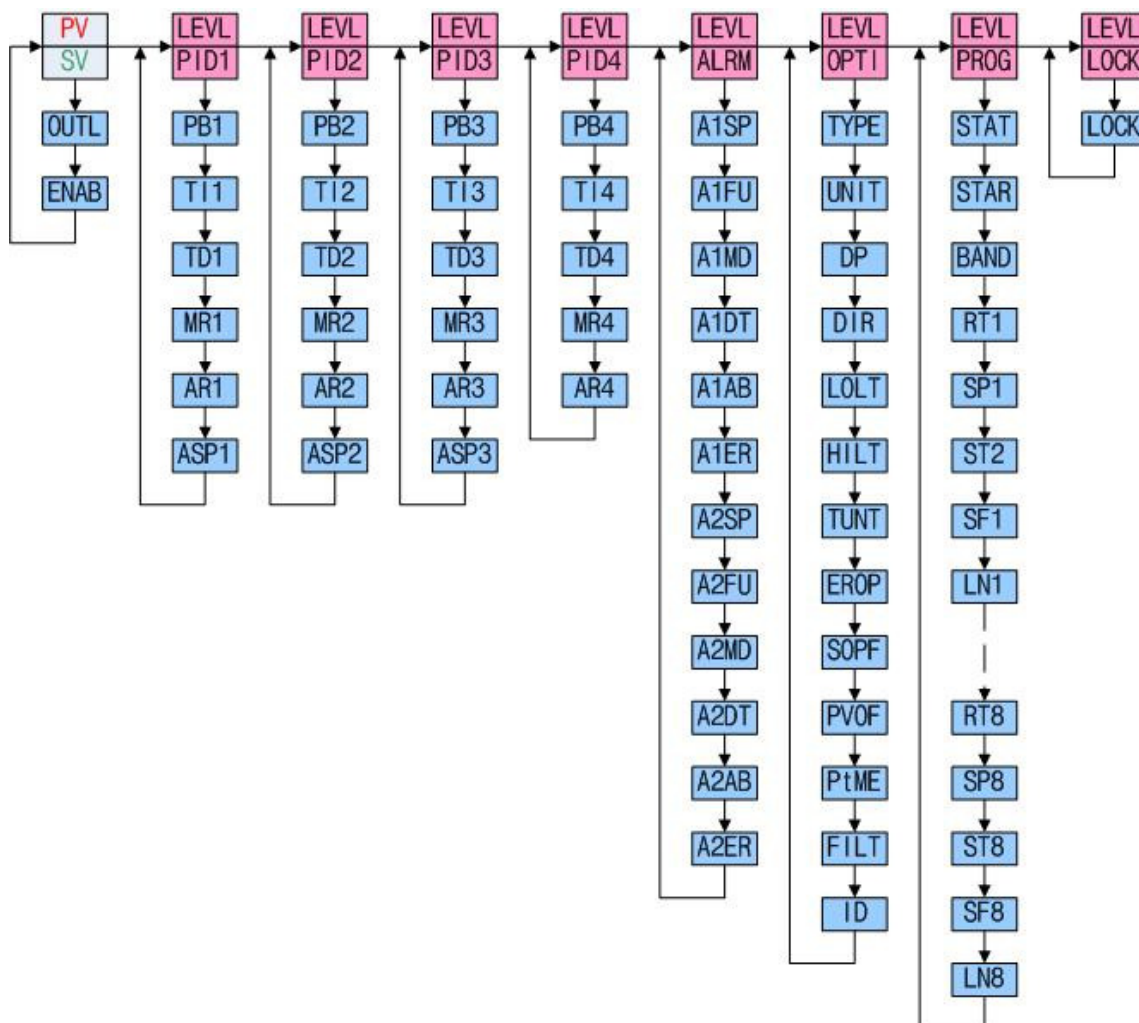 PV
SV
OUTL
ENAB
LEVL
PID1
PB1
TI1
TD1
MR1
AR1
ASP1
LEVL
PID2
PB2
TI2
TD2
MR2
AR2
ASP2
LEVL
PID3
PB3
TI3
TD3
MR3
AR3
ASP3
LEVL
PID4
PB4
TI4
TD4
MR4
AR4
LEVL
ALRM
A1SP
A1FU
A1MD
A1DT
A1AB
A1ER
A2SP
A2FU
A2MD
A2DT
A2AB
A2ER
LEVL
OPTI
TYPE
UNIT
DP
DIR
LOLT
HILT
TUNT
EROP
SOPF
PVOF
PtME
FILT
ID
LEVL
PROG
STAT
STAR
BAND
RT1
SP1
ST2
SF1
LN1
RT8
SP8
ST8
SF8
LN8
LEVL
LOCK
LOCK